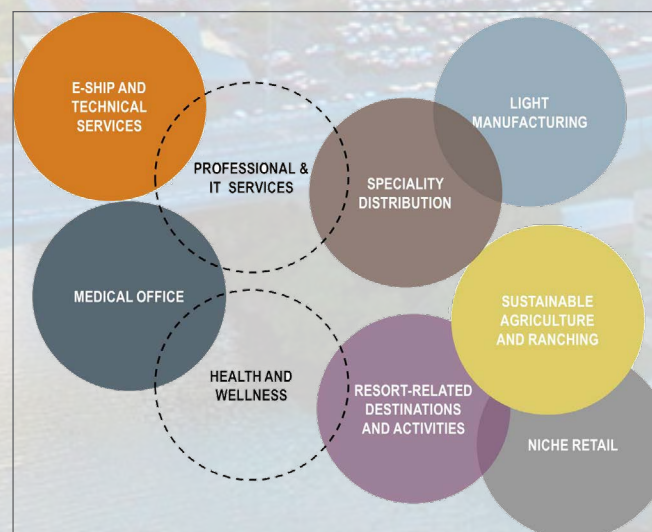 E-SHIP AND
TECHNICAL
SERVICES
LIGHT
MANUFACTURING
PROFESSIONAL &
IT SERVICES
SPECIALITY
DISTRIBUTION
MEDICAL OFFICE
SUSTAINABLE
AGRICULTURE
AND RANCHING
HEALTH AND
WELLNESS
RESORT-RELATED
DESTINATIONS
AND ACTIVITIES
NICHE RETAIL